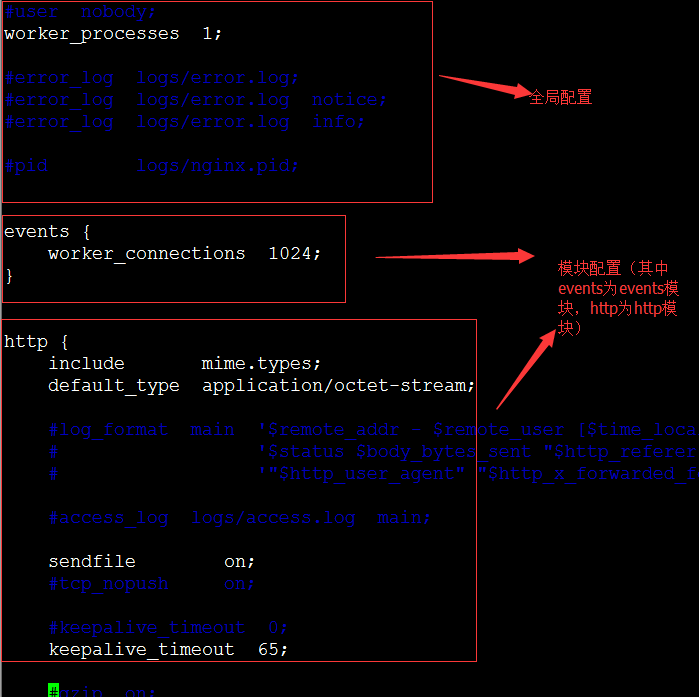 #user  nobody;
worker_processes  1;
#error_log  logs/error.log;
#error_log  logs/error.log  notice;
#error_log  logs/error.log  info;
#pid        logs/nginx.pid;
全局配置
events {
    worker_connections  1024;
}
模块配置（其中
events为events模
块，http为http模
块）
http {
    include       mime.types;
    default_type  application/octet-stream;
    #log_format  main  '$remote_addr - $remote_user [$time_loca
    #                  '$status $body_bytes_sent "$http_referer
    #                  '"$http_user_agent" "$http_x_forwarded_fo
    #access_log  logs/access.log  main;
    sendfile        on;
    #tcp_nopush     on;
    #keepalive_timeout  0;
    keepalive_timeout  65;
    #gzip  on;